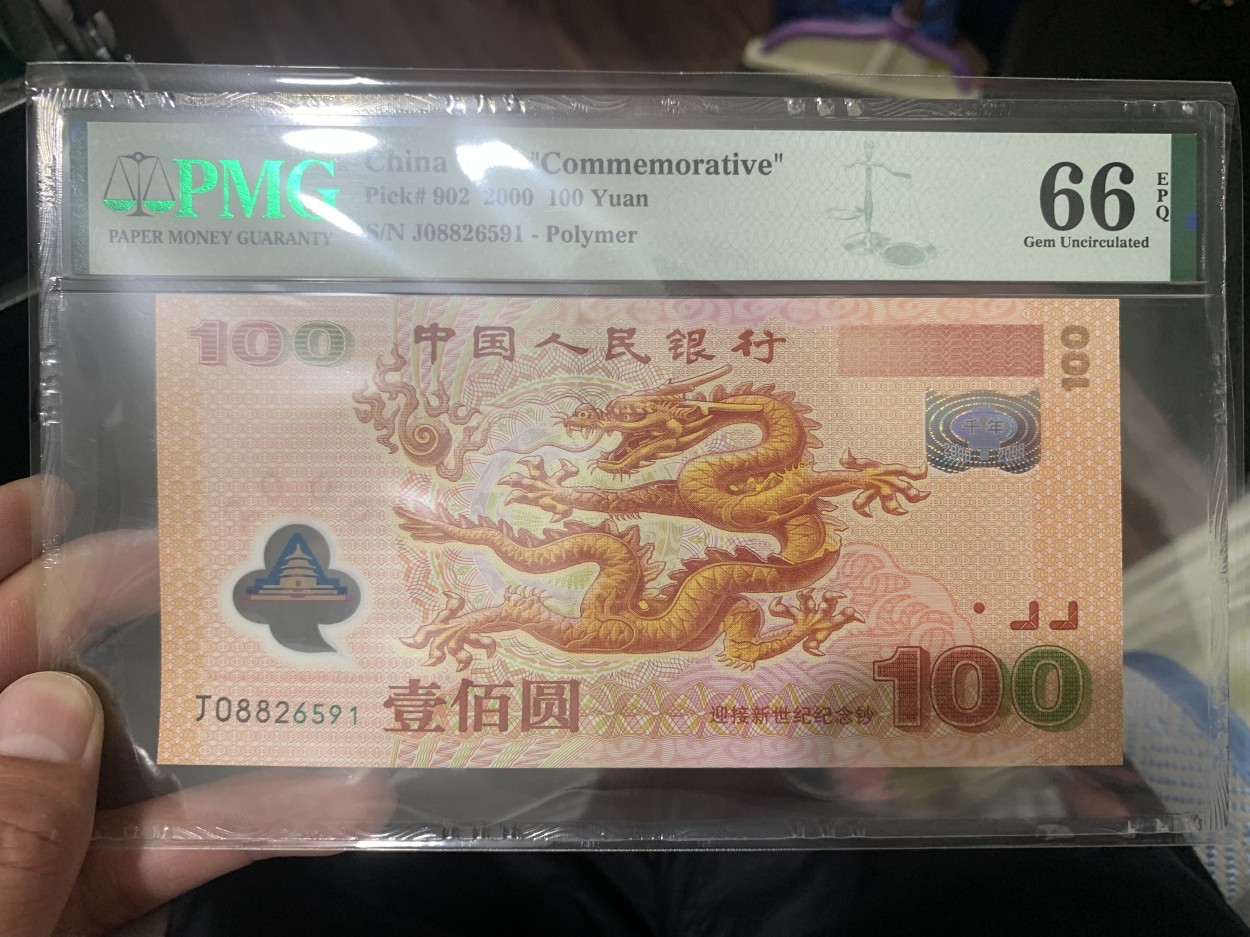 PMG
PAPER MONEY GUARANTY
China "Commemorative"
Pick# 902 2000 100 Yuan
S/N J08826591 - Polymer
66
EPQ
Gem Uncirculated
100
中国人民银行
100
千年
2000
J08826591
壹佰圆
迎接新世纪纪念钞
100